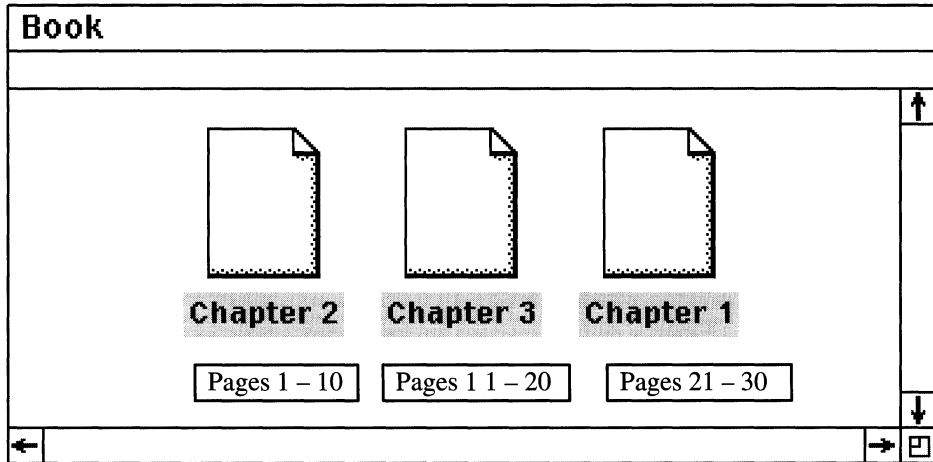 Book
Chapter 2 Chapter 3 Chapter 1
Pages 1 – 10 Pages 1 1 – 20 Pages 21 – 30